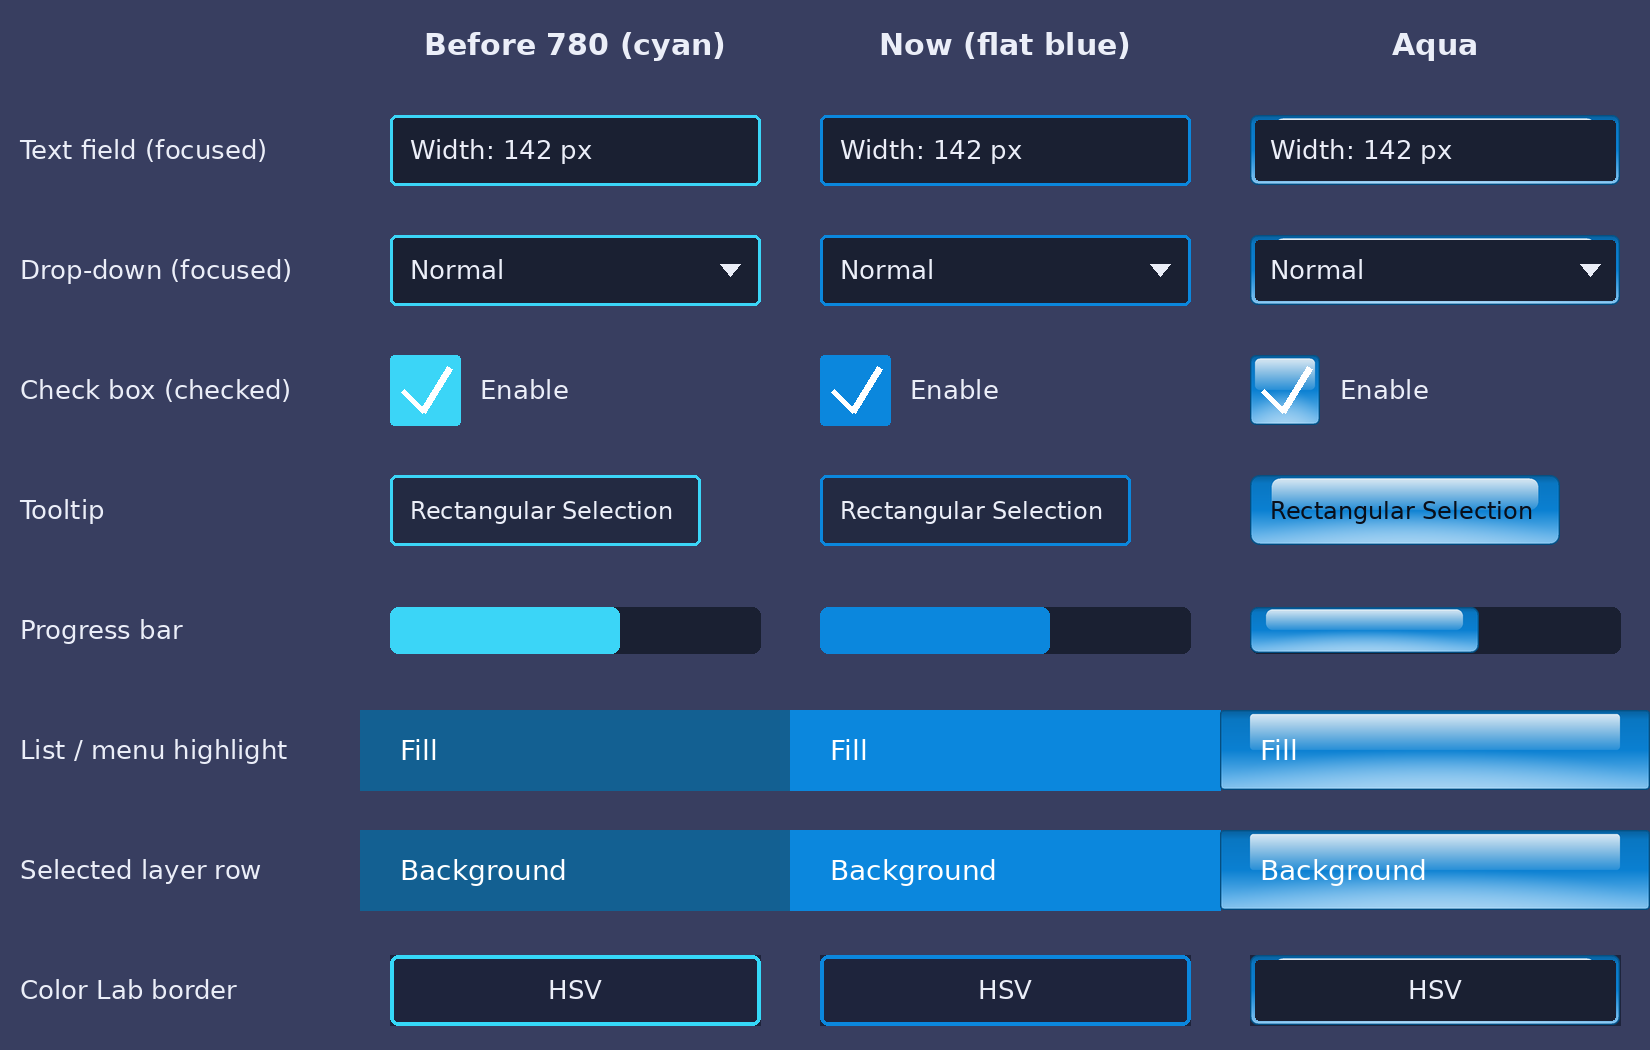 Before 780 (cyan) Now (flat blue) Aqua
Text field (focused) Width: 142 px Width: 142 px Width: 142 px
Drop-down (focused) Normal Normal Normal
Check box (checked) Enable Enable Enable
Tooltip Rectangular Selection Rectangular Selection Rectangular Selection
Progress bar
List / menu highlight Fill Fill Fill
Selected layer row Background Background Background
Color Lab border HSV HSV HSV